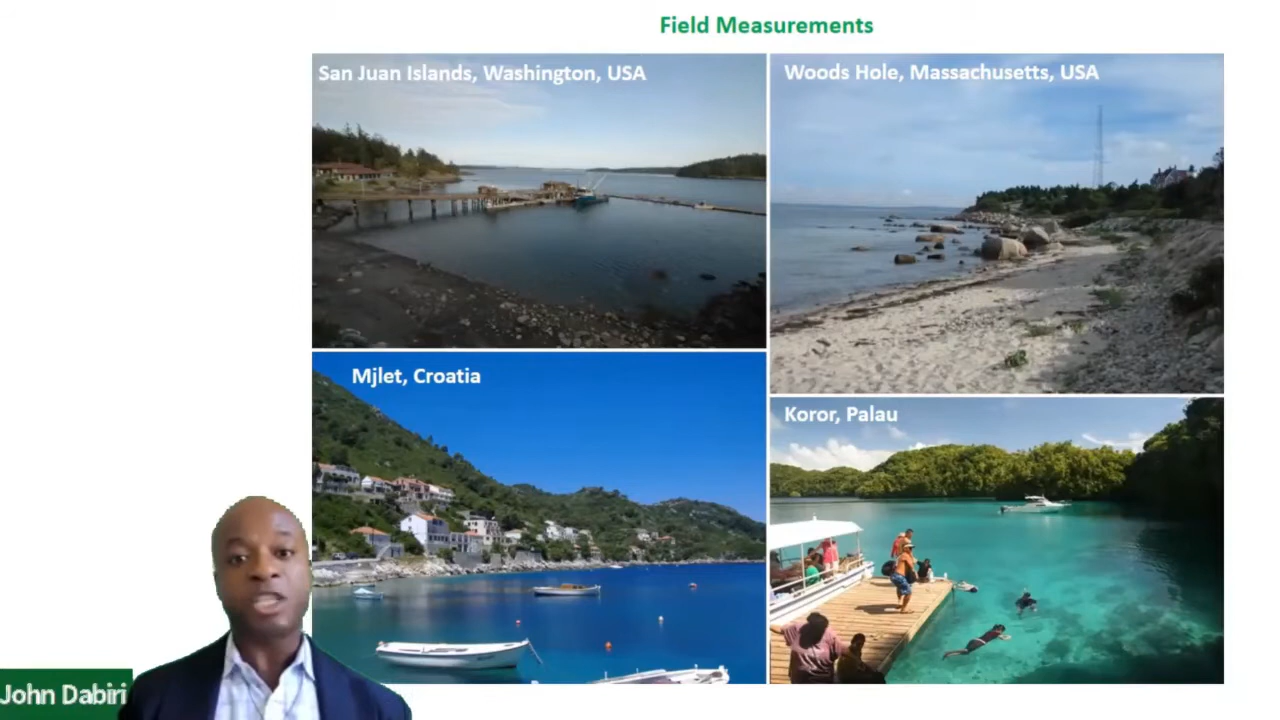 Field Measurements
San Juan Islands, Washington, USA
Woods Hole, Massachusetts, USA
Mjlet, Croatia
Koror, Palau
John Dabiri